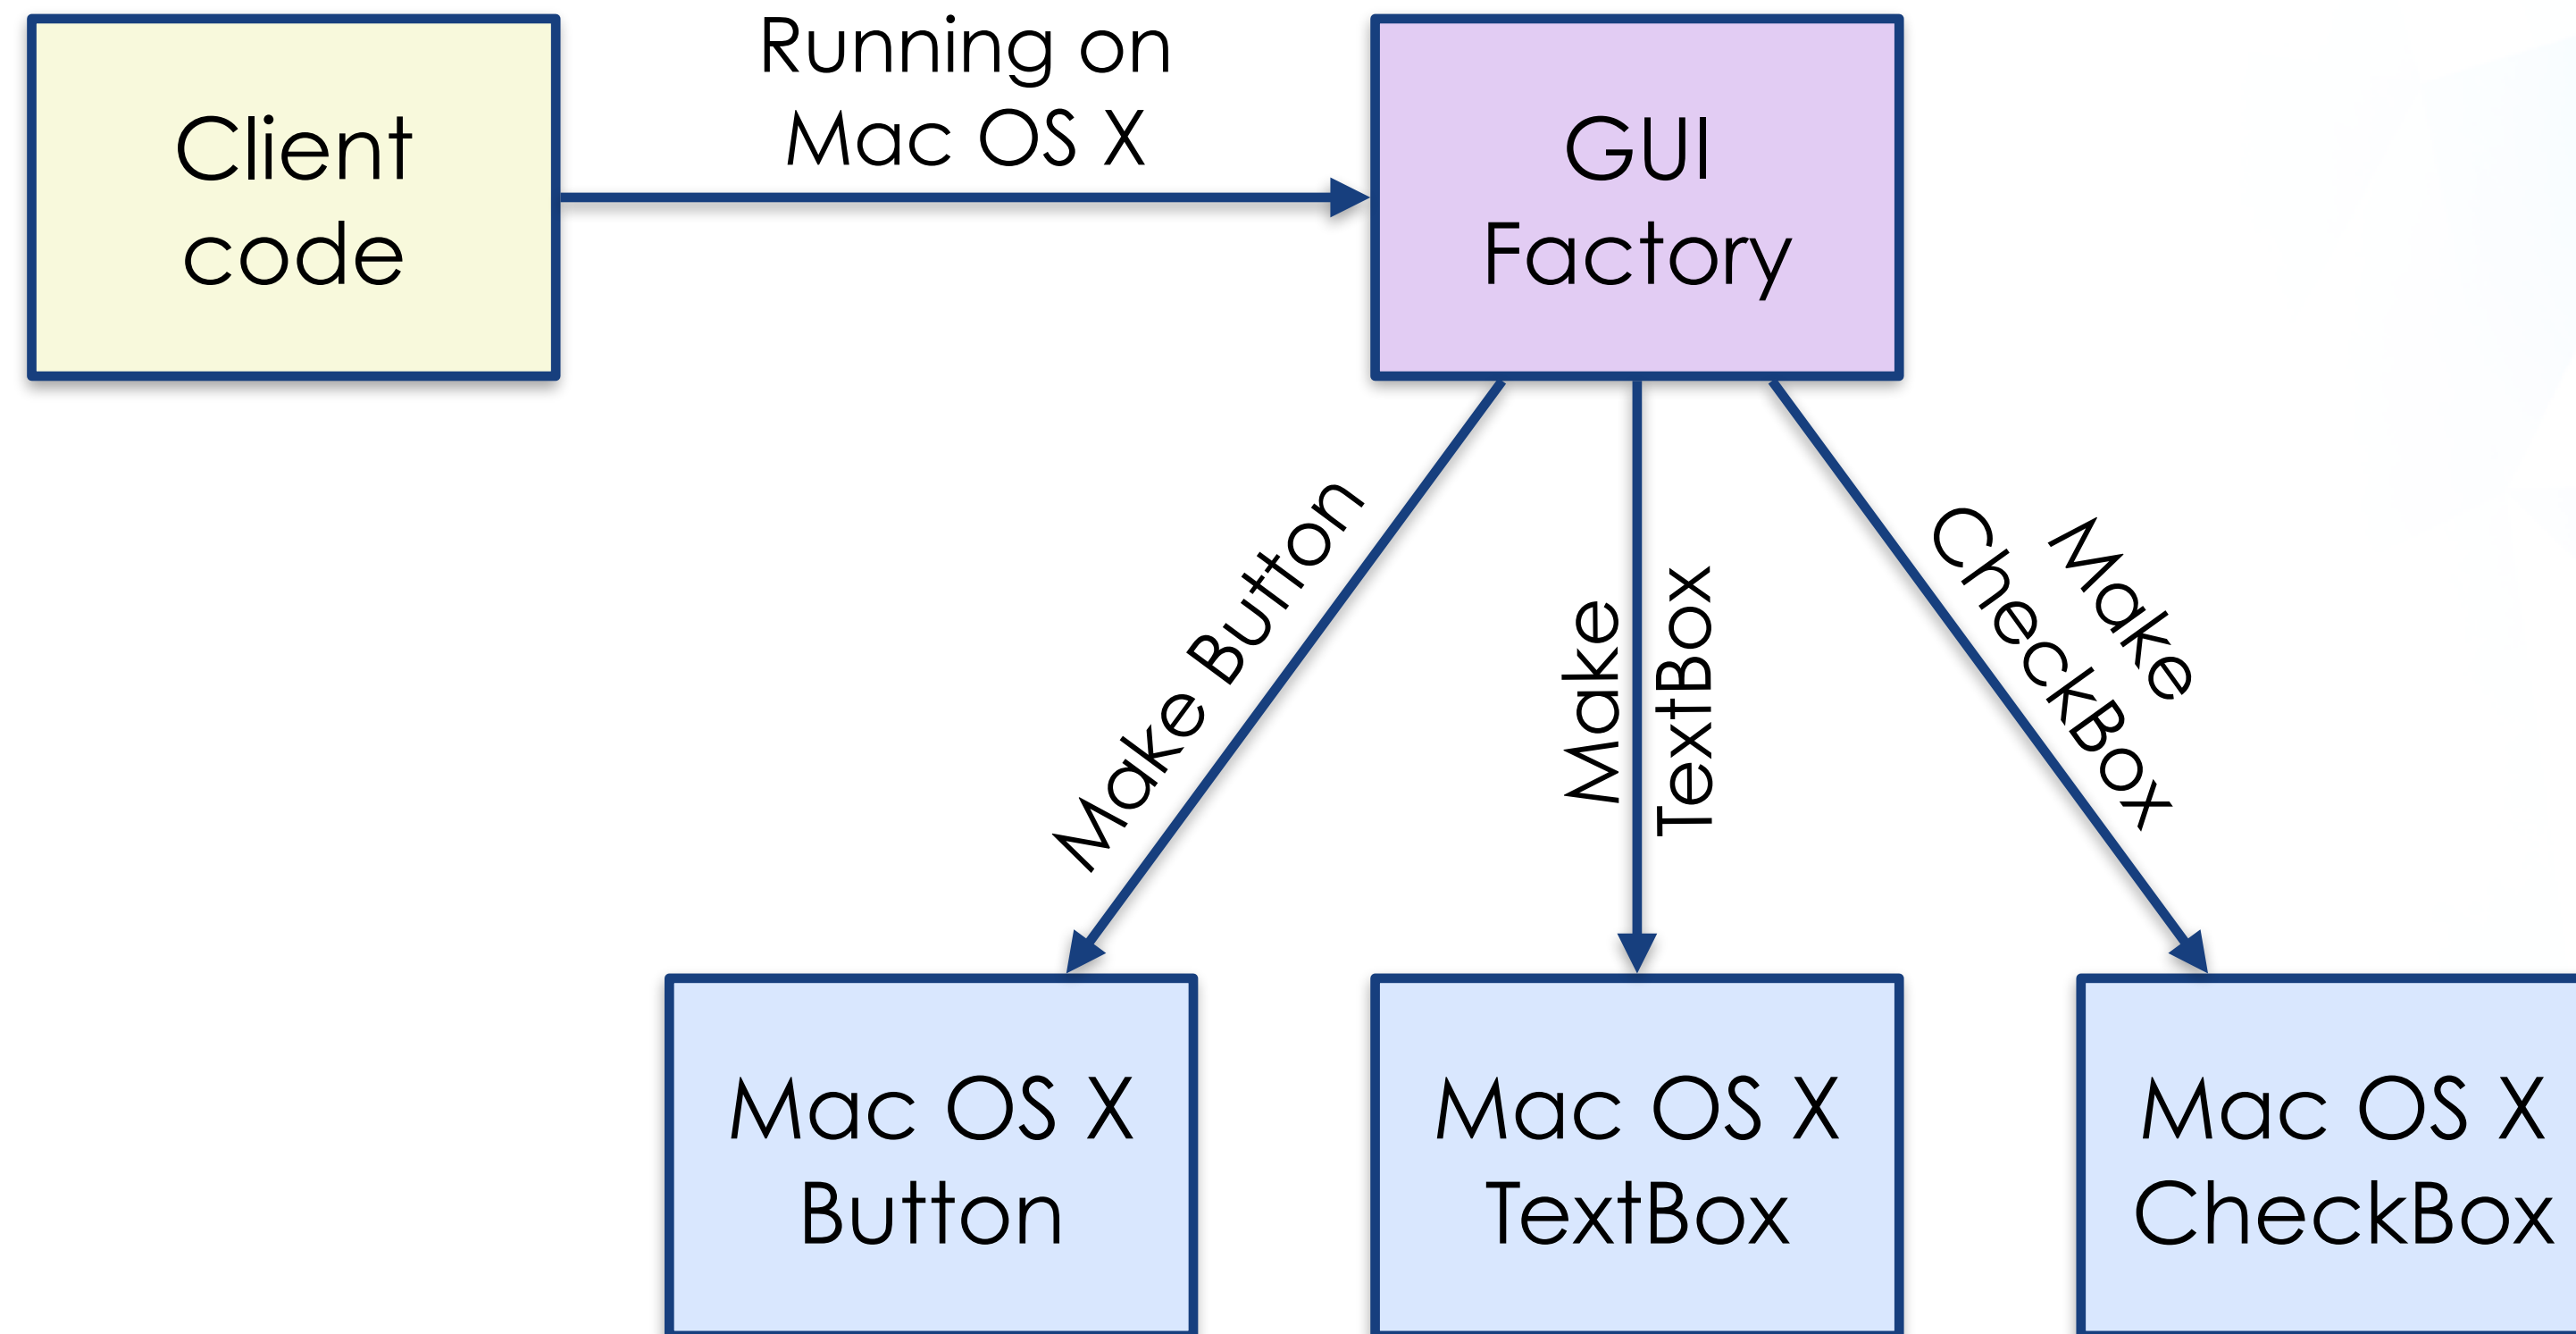 Client
code
Running on
Mac OS X
GUI
Factory
Make Button
Make
TextBox
Make
CheckBox
Mac OS X
Button
Mac OS X
TextBox
Mac OS X
CheckBox